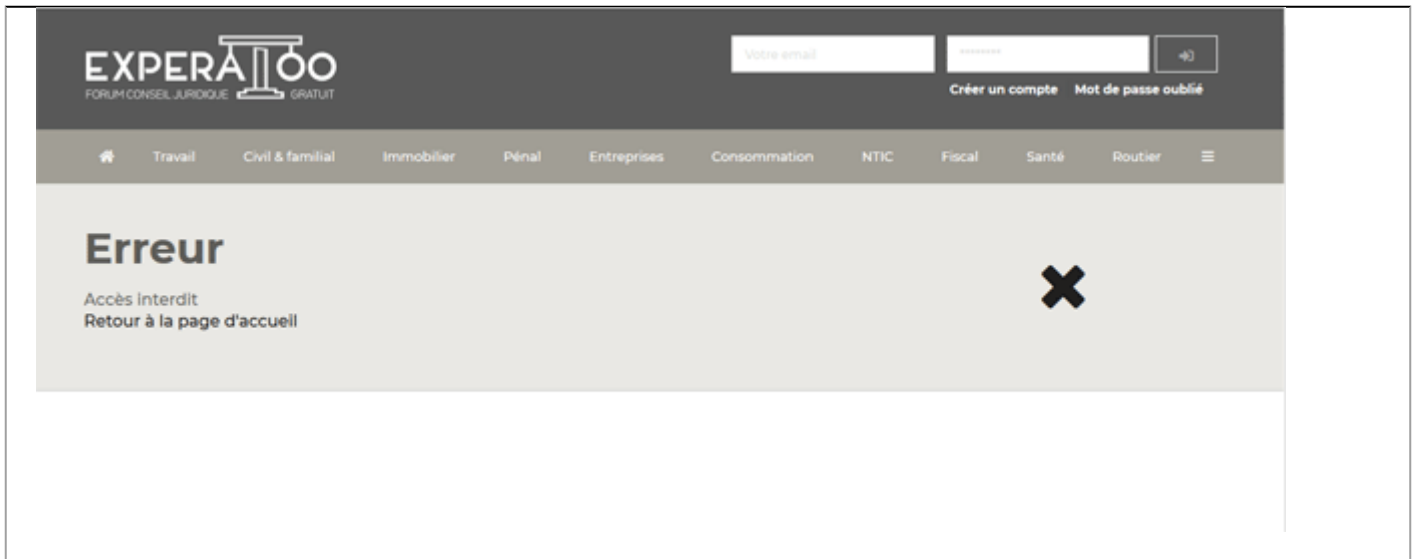 EXPERATOO
FORUM CONSEIL JURIDIQUE GRATUIT
Votre email
********
Créer un compte Mot de passe oublié
Travail Civil & familial Immobilier Pénal Entreprises Consommation NTIC Fiscal Santé Routier
Erreur
Accès interdit
Retour à la page d'accueil